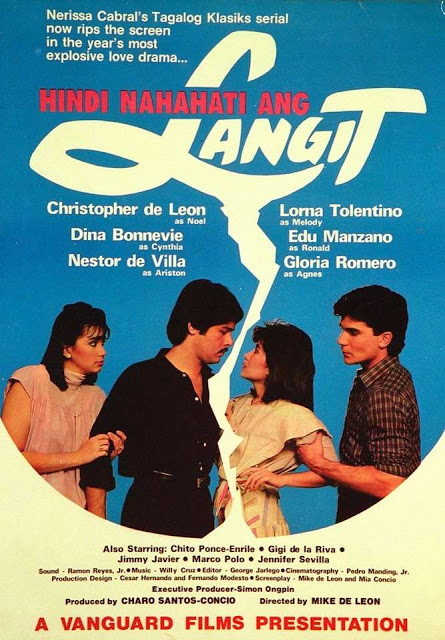 Nerissa Cabral's Tagalog Klasiks serial
now rips the screen
in the year's most
explosive love drama...
HINDI NAHAHATI ANG
LANGIT
Christopher de Leon
as Noel
Lorna Tolentino
as Melody
Dina Bonnevie
as Cynthia
Edu Manzano
as Ronald
Nestor de Villa
as Ariston
Gloria Romero
as Agnes
Also Starring: Chito Ponce-Enrile • Gigi de la Riva •
Jimmy Javier • Marco Polo • Jennifer Sevilla
Sound - Ramon Reyes, Jr. • Music - Willy Cruz • Editor - George Jarlego • Cinematography - Pedro Manding, Jr.
Production Design - Cesar Hernando and Fernando Modesto • Screenplay - Mike de Leon and Mia Concio
Executive Producer-Simon Ongpin
Produced by CHARO SANTOS-CONCIO Directed by MIKE DE LEON
A VANGUARD FILMS PRESENTATION